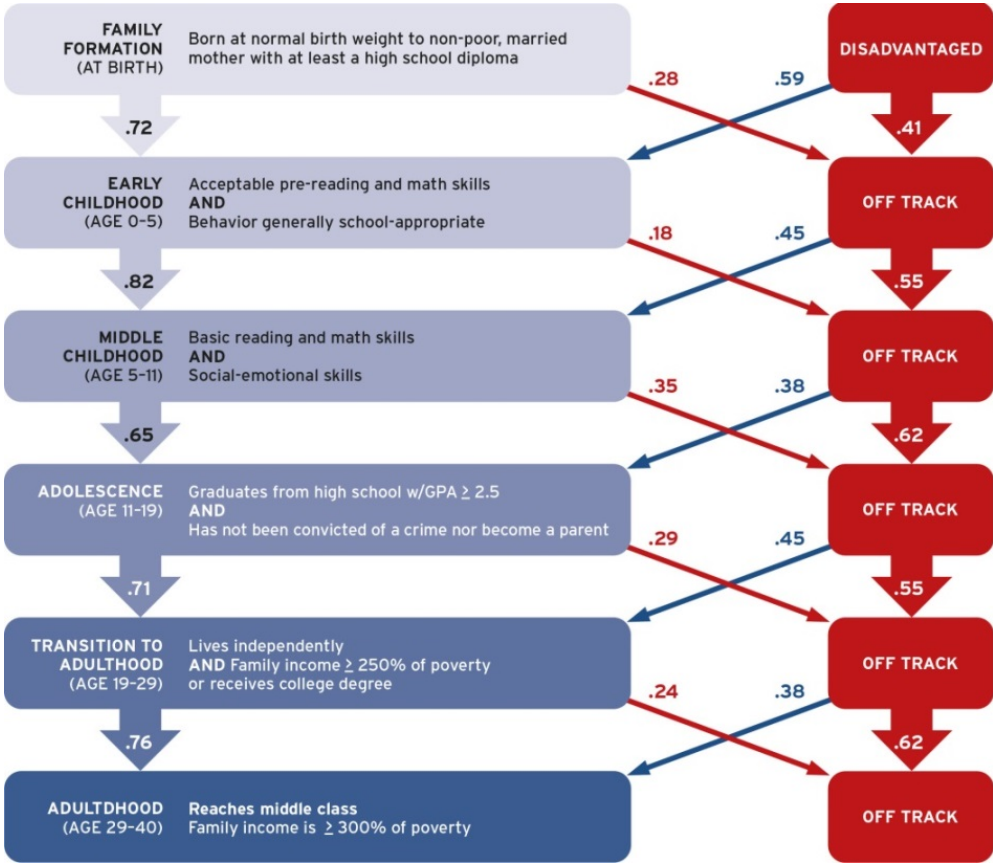 FAMILY
FORMATION
(AT BIRTH)
Born at normal birth weight to non-poor, married
mother with at least a high school diploma
DISADVANTAGED
.72
.28
.59
.41
EARLY
CHILDHOOD
(AGE 0–5)
Acceptable pre-reading and math skills
AND
Behavior generally school-appropriate
OFF TRACK
.82
.18
.45
.55
MIDDLE
CHILDHOOD
(AGE 5–11)
Basic reading and math skills
AND
Social-emotional skills
OFF TRACK
.65
.35
.38
.62
ADOLESCENCE
(AGE 11–19)
Graduates from high school w/GPA ≥ 2.5
AND
Has not been convicted of a crime nor become a parent
OFF TRACK
.71
.29
.45
.55
TRANSITION TO
ADULTHOOD
(AGE 19–29)
Lives independently
AND Family income ≥ 250% of poverty
or receives college degree
OFF TRACK
.76
.24
.38
.62
ADULTDHOOD
(AGE 29–40)
Reaches middle class
Family income is ≥ 300% of poverty
OFF TRACK